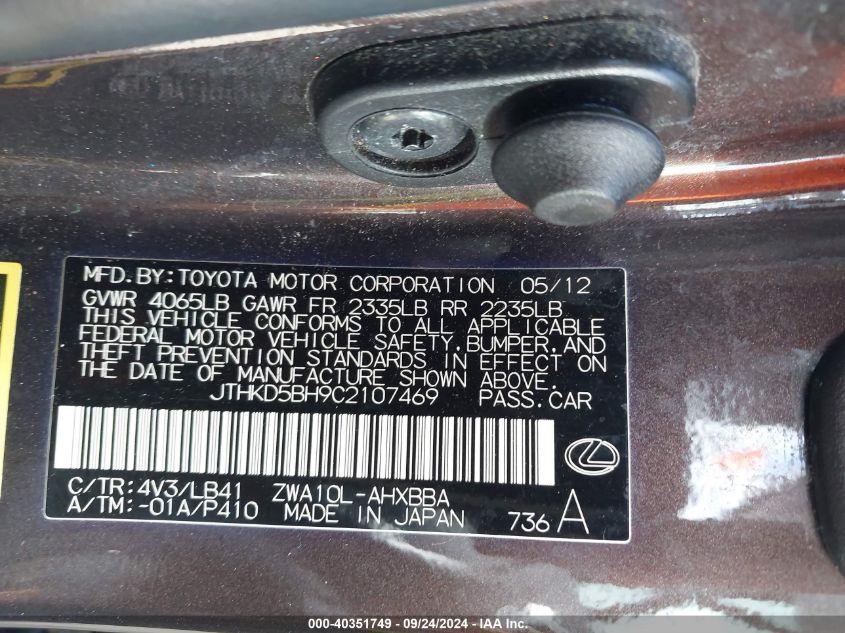 MFD.BY:TOYOTA MOTOR CORPORATION 05/12
GVWR 4065LB GAWR FR 2335LB RR 2235LB
THIS VEHICLE CONFORMS TO ALL APPLICABLE
FEDERAL MOTOR VEHICLE SAFETY,BUMPER,AND
THEFT PREVENTION STANDARDS IN EFFECT ON
THE DATE OF MANUFACTURE SHOWN ABOVE.
JTHKD5BH9C2107469 PASS.CAR
C/TR:4V3/LB41 ZWA10L-AHXBBA
A/TM:-01A/P410 MADE IN JAPAN 736 A
000-40351749 - 09/24/2024 - IAA Inc.